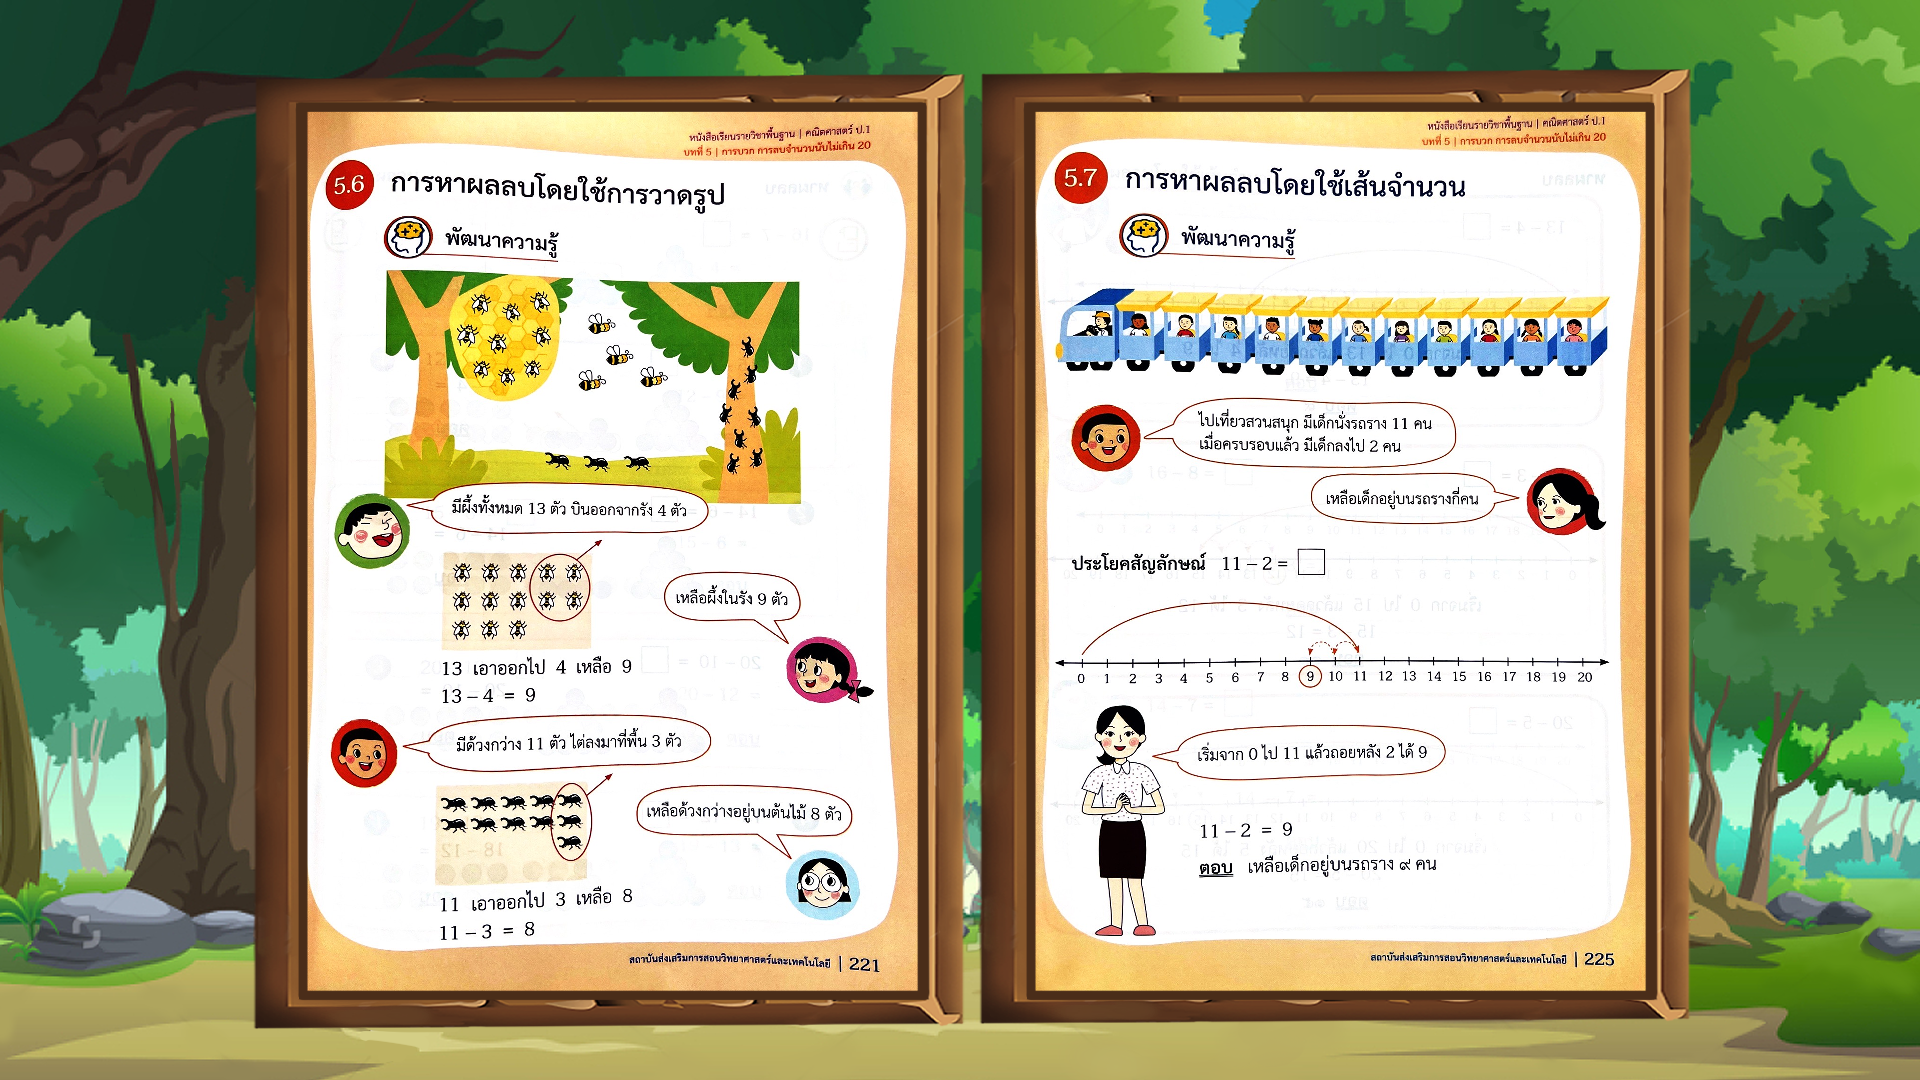 หนังสือเรียนรายวิชาพื้นฐาน | คณิตศาสตร์ ป.1
บทที่ 5 | การบวก การลบจำนวนนับไม่เกิน 20
5.6 การหาผลลบโดยใช้การวาดรูป
พัฒนาความรู้
มีผึ้งทั้งหมด 13 ตัว บินออกจากรัง 4 ตัว
เหลือผึ้งในรัง 9 ตัว
13 เอาออกไป 4 เหลือ 9
13 – 4 = 9
มีด้วงกว่าง 11 ตัว ไต่ลงมาที่พื้น 3 ตัว
เหลือด้วงกว่างอยู่บนต้นไม้ 8 ตัว
11 เอาออกไป 3 เหลือ 8
11 – 3 = 8
สถาบันส่งเสริมการสอนวิทยาศาสตร์และเทคโนโลยี | 221
หนังสือเรียนรายวิชาพื้นฐาน | คณิตศาสตร์ ป.1
บทที่ 5 | การบวก การลบจำนวนนับไม่เกิน 20
5.7 การหาผลลบโดยใช้เส้นจำนวน
พัฒนาความรู้
ไปเที่ยวสวนสนุก มีเด็กนั่งรถราง 11 คน
เมื่อครบรอบแล้ว มีเด็กลงไป 2 คน
เหลือเด็กอยู่บนรถรางกี่คน
ประโยคสัญลักษณ์ 11 – 2 =
0 1 2 3 4 5 6 7 8 9 10 11 12 13 14 15 16 17 18 19 20
เริ่มจาก 0 ไป 11 แล้วถอยหลัง 2 ได้ 9
11 – 2 = 9
ตอบ เหลือเด็กอยู่บนรถราง ๙ คน
สถาบันส่งเสริมการสอนวิทยาศาสตร์และเทคโนโลยี | 225